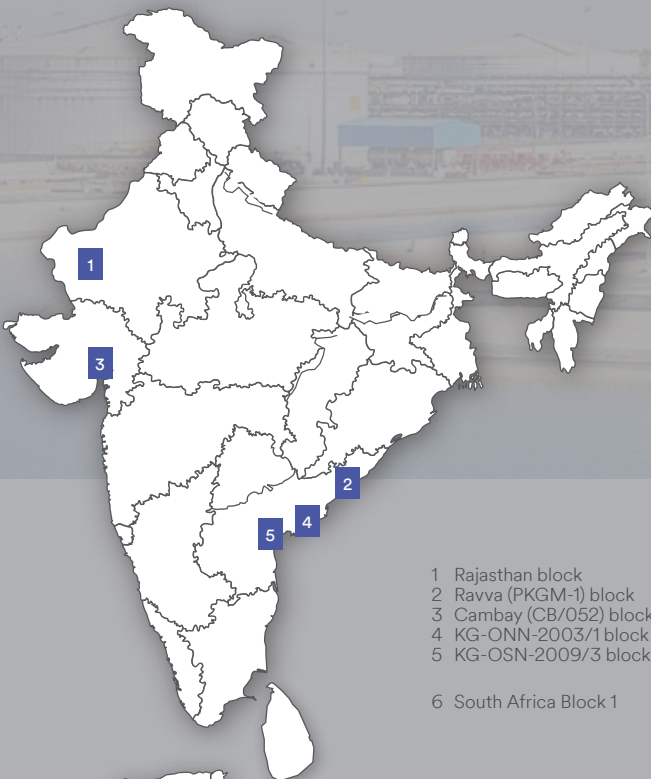 1
3
2
4
5
1 Rajasthan block
2 Ravva (PKGM-1) block
3 Cambay (CB/052) block
4 KG-ONN-2003/1 block
5 KG-OSN-2009/3 block
6 South Africa Block 1